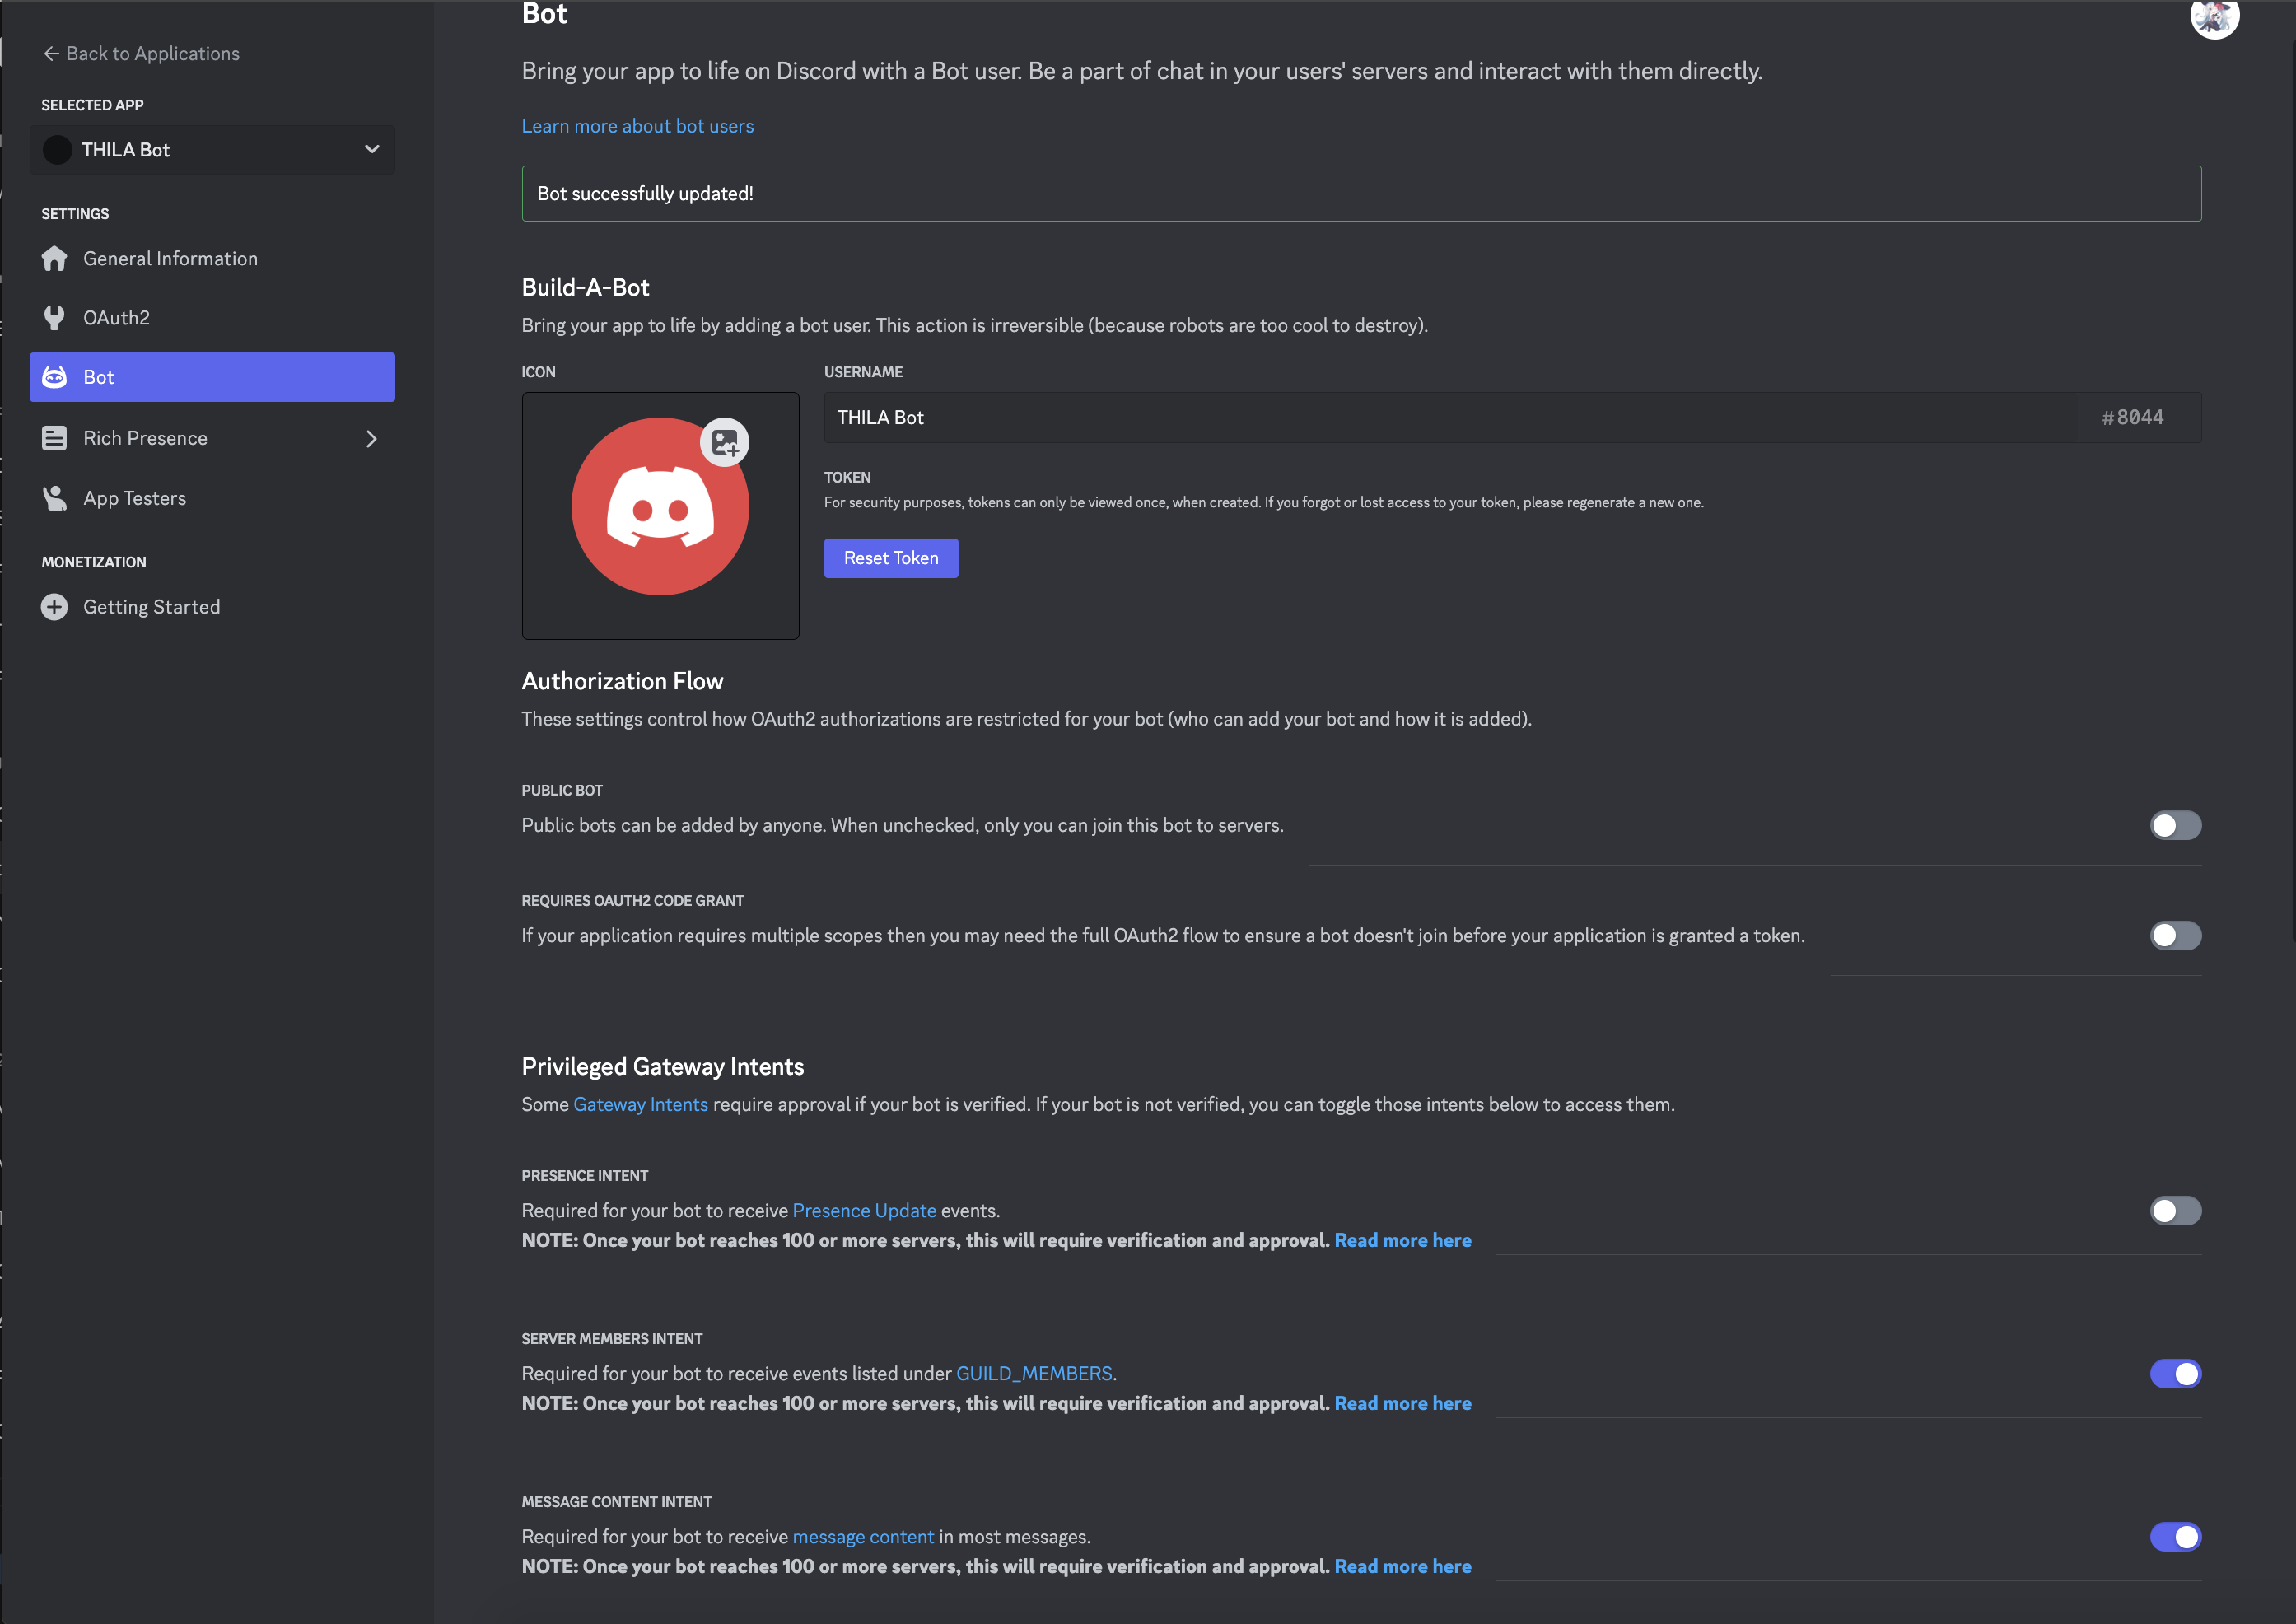 Back to Applications
SELECTED APP
THILA Bot
SETTINGS
General Information
OAuth2
Bot
Rich Presence
App Testers
MONETIZATION
Getting Started
Bot
Bring your app to life on Discord with a Bot user. Be a part of chat in your users' servers and interact with them directly.
Learn more about bot users
Bot successfully updated!
Build-A-Bot
Bring your app to life by adding a bot user. This action is irreversible (because robots are too cool to destroy).
ICON
USERNAME
THILA Bot
#8044
TOKEN
For security purposes, tokens can only be viewed once, when created. If you forgot or lost access to your token, please regenerate a new one.
Reset Token
Authorization Flow
These settings control how OAuth2 authorizations are restricted for your bot (who can add your bot and how it is added).
PUBLIC BOT
Public bots can be added by anyone. When unchecked, only you can join this bot to servers.
REQUIRES OAUTH2 CODE GRANT
If your application requires multiple scopes then you may need the full OAuth2 flow to ensure a bot doesn't join before your application is granted a token.
Privileged Gateway Intents
Some Gateway Intents require approval if your bot is verified. If your bot is not verified, you can toggle those intents below to access them.
PRESENCE INTENT
Required for your bot to receive Presence Update events.
NOTE: Once your bot reaches 100 or more servers, this will require verification and approval. Read more here
SERVER MEMBERS INTENT
Required for your bot to receive events listed under GUILD_MEMBERS.
NOTE: Once your bot reaches 100 or more servers, this will require verification and approval. Read more here
MESSAGE CONTENT INTENT
Required for your bot to receive message content in most messages.
NOTE: Once your bot reaches 100 or more servers, this will require verification and approval. Read more here